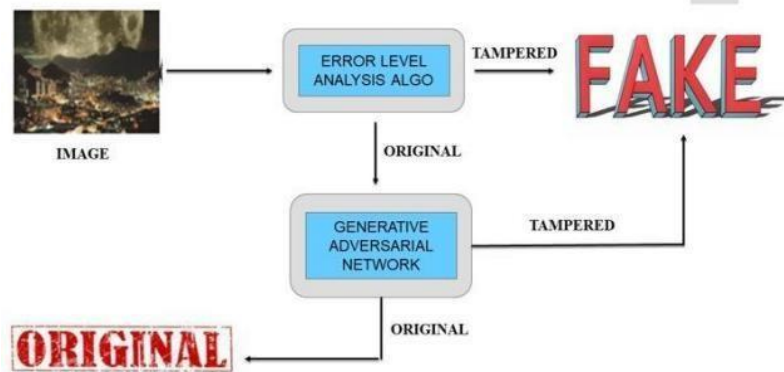 ERROR LEVEL
ANALYSIS ALGO
TAMPERED
FAKE
IMAGE
ORIGINAL
GENERATIVE
ADVERSARIAL
NETWORK
TAMPERED
ORIGINAL
ORIGINAL